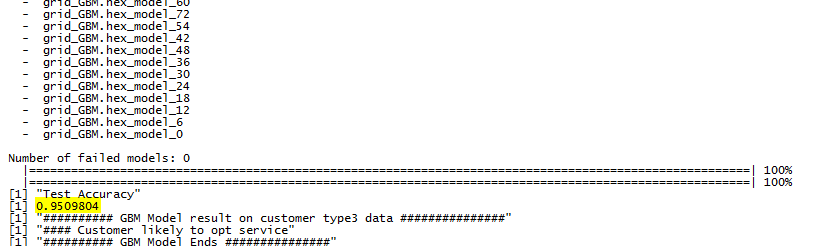 - grid_GBM.hex_model_60
- grid_GBM.hex_model_72
- grid_GBM.hex_model_54
- grid_GBM.hex_model_42
- grid_GBM.hex_model_48
- grid_GBM.hex_model_36
- grid_GBM.hex_model_30
- grid_GBM.hex_model_24
- grid_GBM.hex_model_18
- grid_GBM.hex_model_12
- grid_GBM.hex_model_6
- grid_GBM.hex_model_0
Number of failed models: 0
|======================================================================================| 100%
|======================================================================================| 100%
[1] "Test Accuracy"
[1] 0.9509804
[1] "########## GBM Model result on customer type3 data ###############"
[1] "#### Customer likely to opt service"
[1] "########## GBM Model Ends ###############"